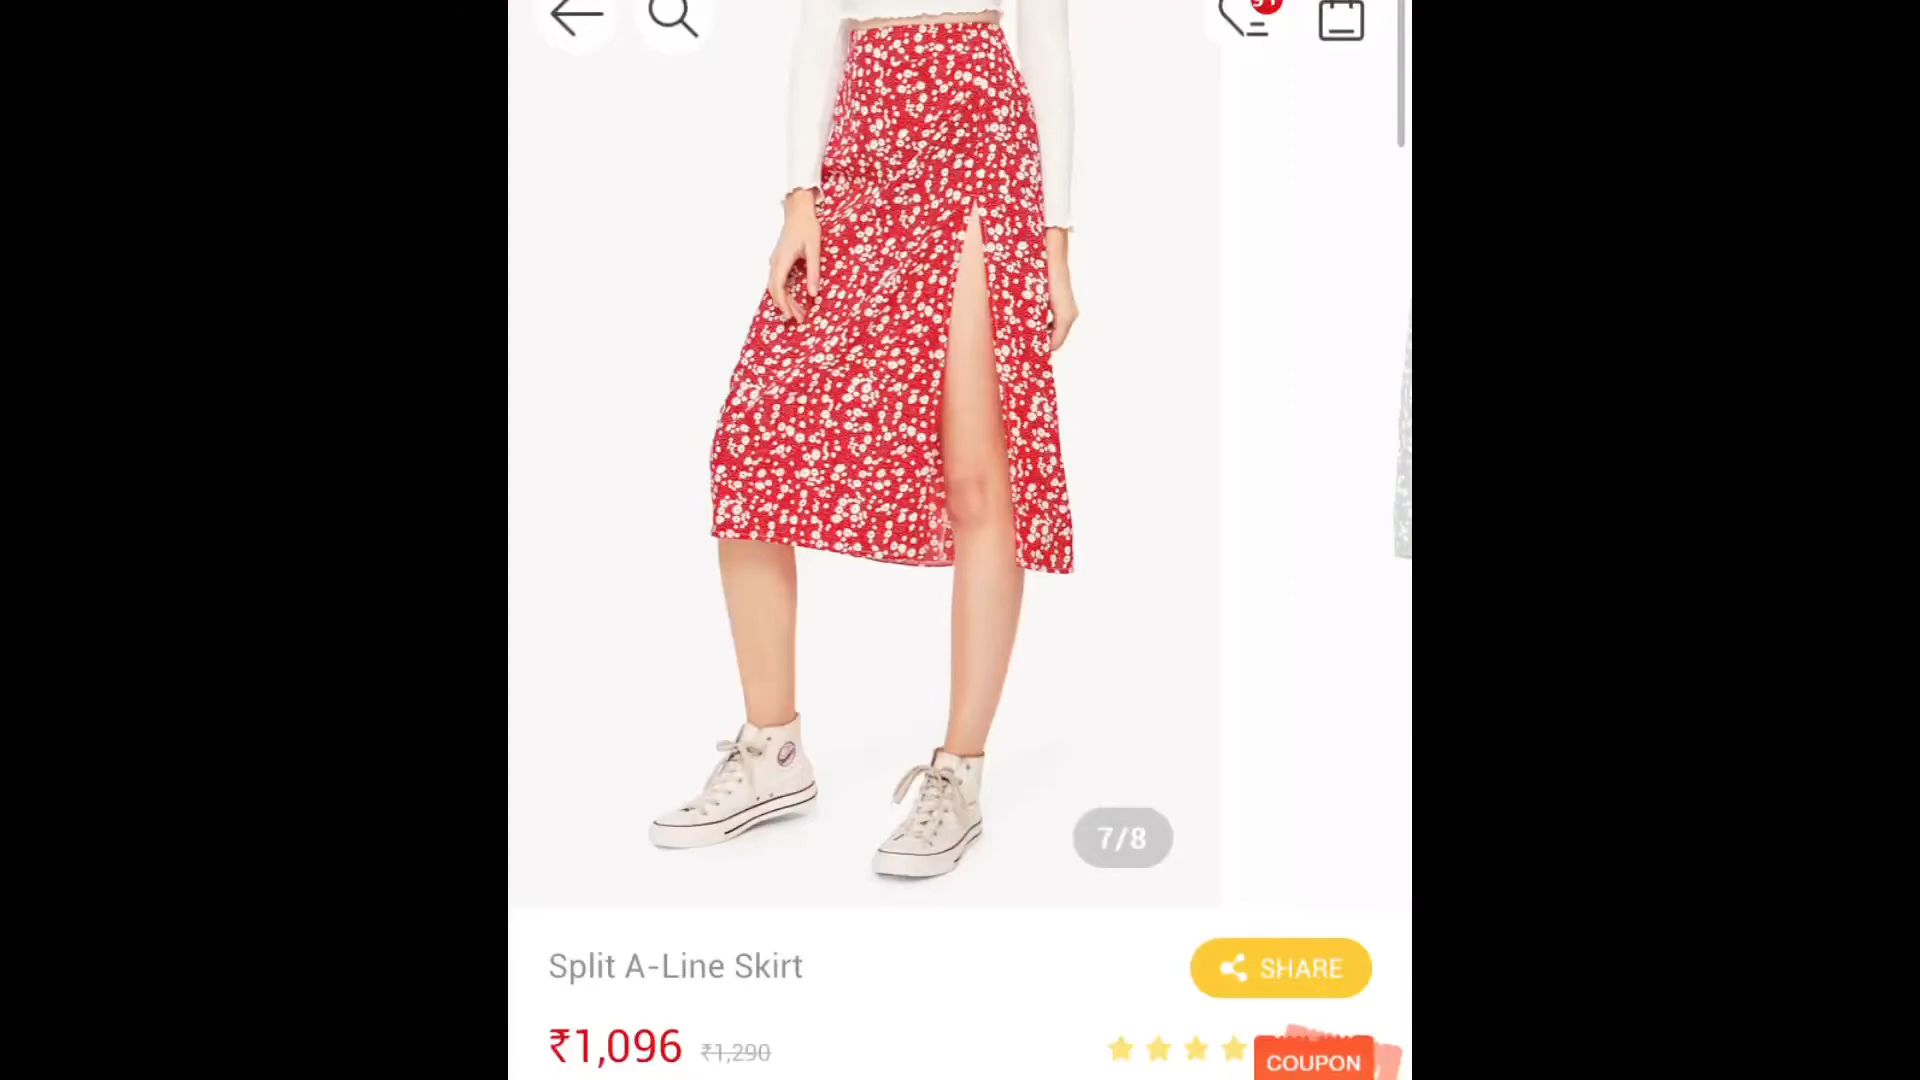 7/8
Split A-Line Skirt
SHARE
₹1,096 ₹1,290
COUPON